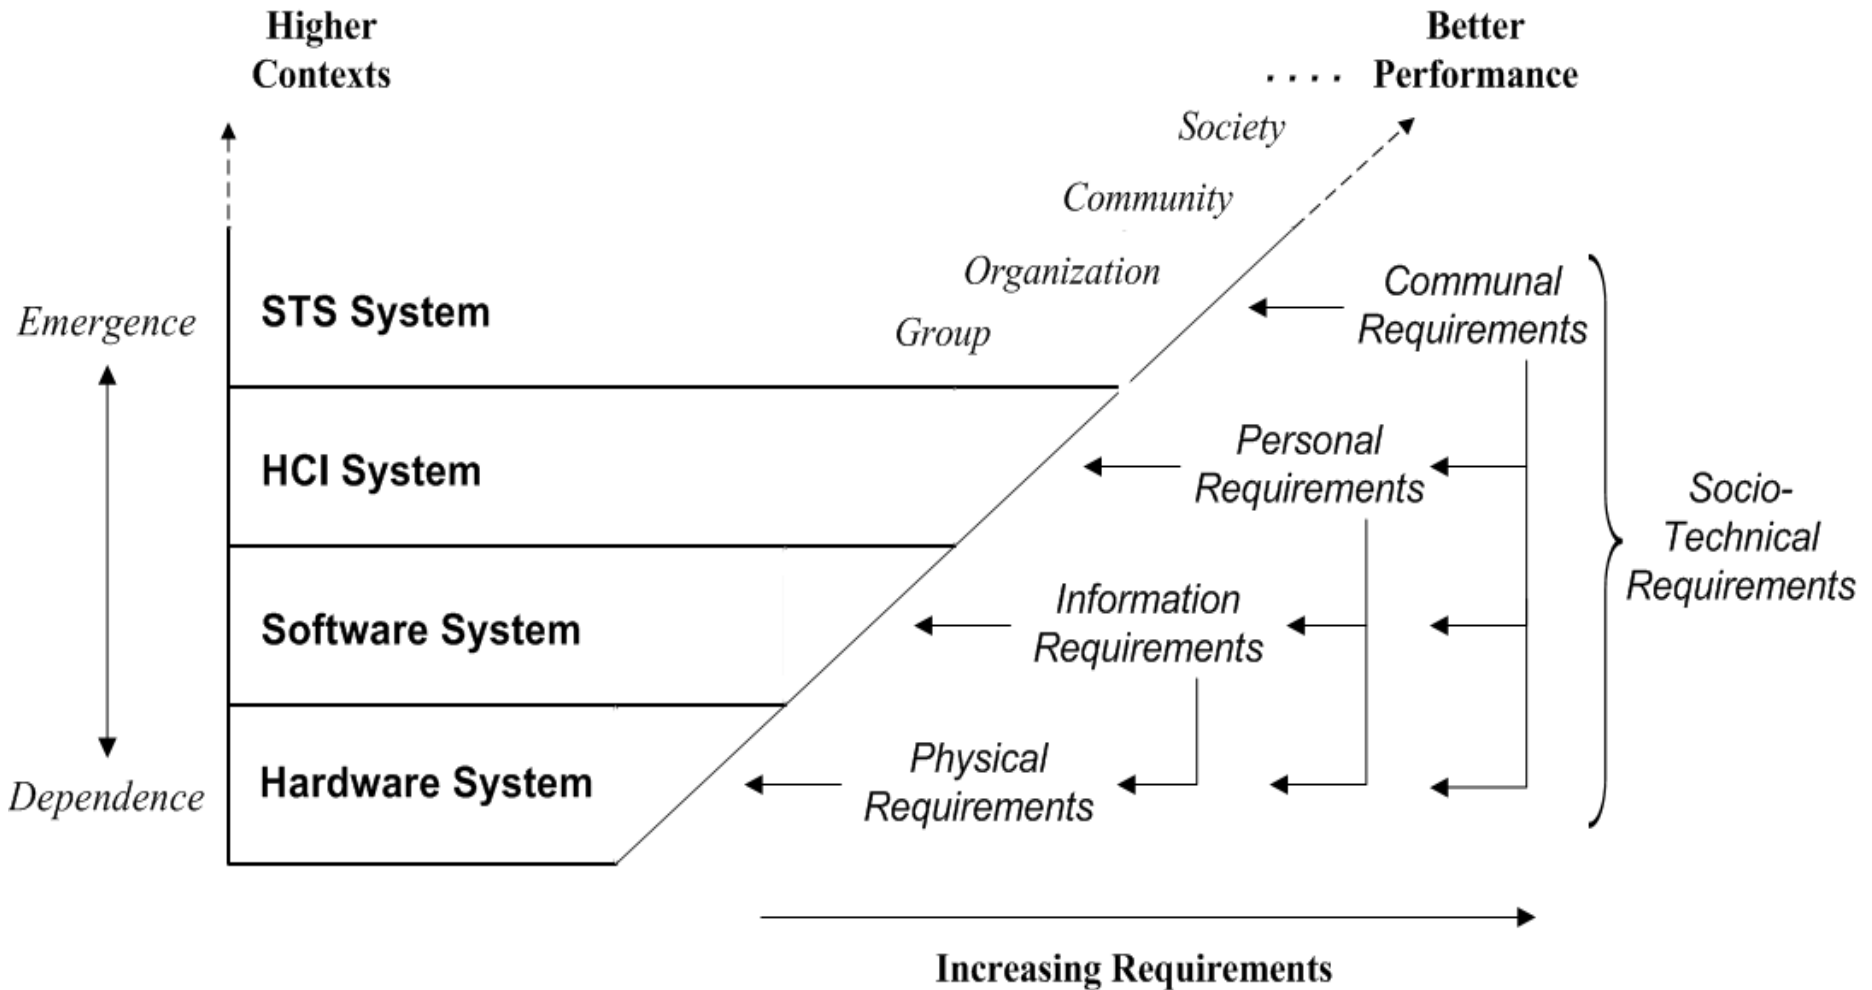 Higher
Contexts
Better
Performance
. . . .
Society
Community
Organization
Group
Emergence
Dependence
STS System
HCI System
Software System
Hardware System
Communal
Requirements
Personal
Requirements
Information
Requirements
Physical
Requirements
Socio-
Technical
Requirements
Increasing Requirements